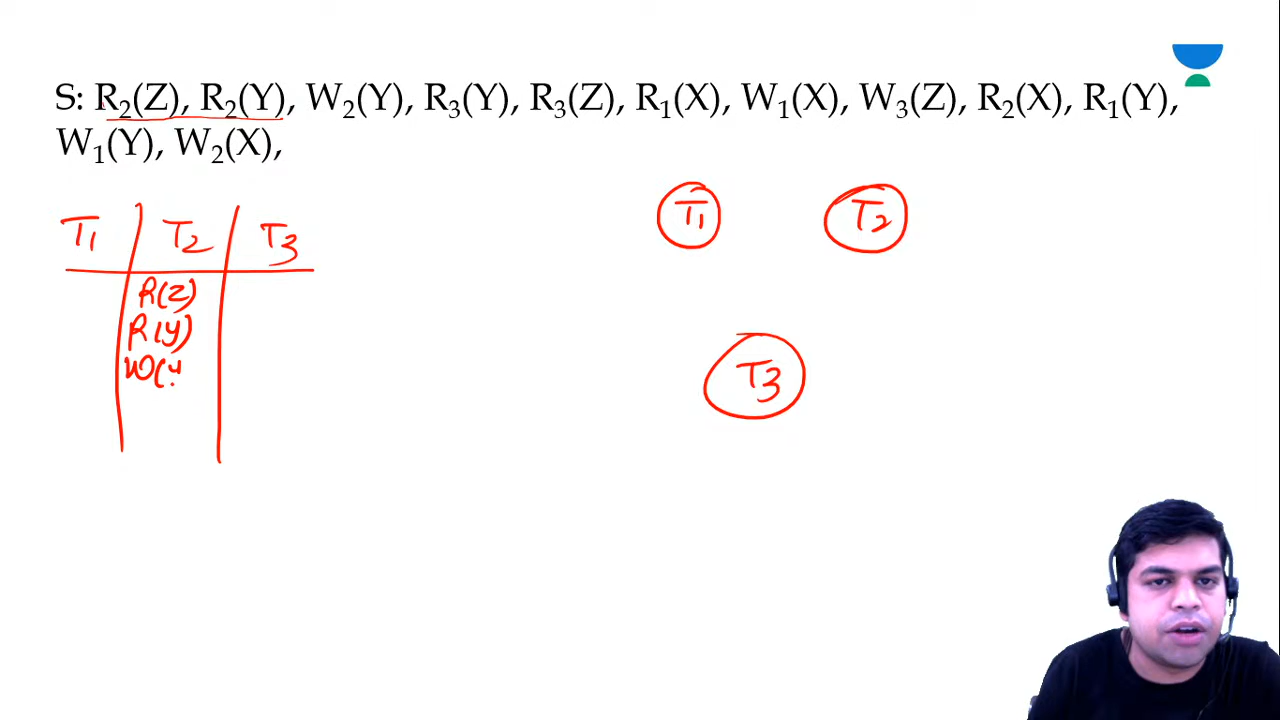 S: R₂(Z), R₂(Y), W₂(Y), R₃(Y), R₃(Z), R₁(X), W₁(X), W₃(Z), R₂(X), R₁(Y),
W₁(Y), W₂(X),
T₁ T₂ T₃
R(Z)
R(y)
W(y
T₁ T₂
T₃